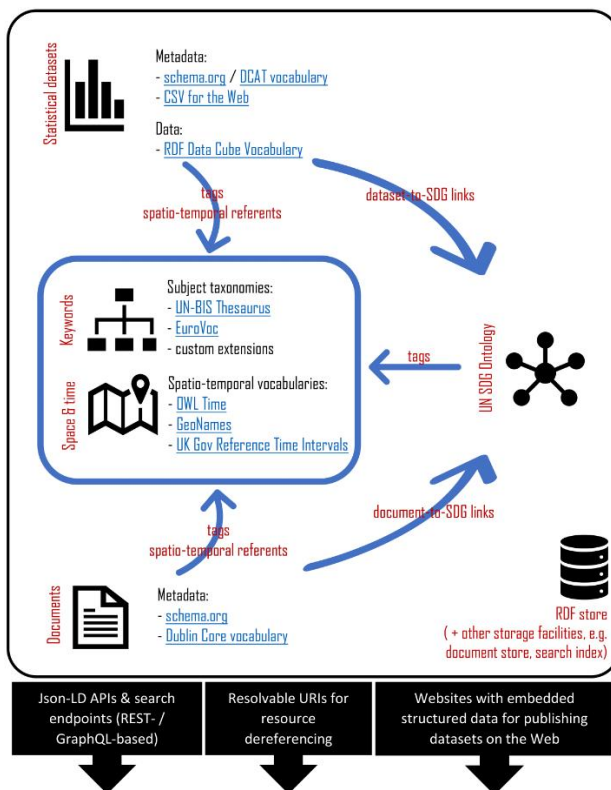 Statistical datasets
Metadata:
- schema.org / DCAT vocabulary
- CSV for the Web
Data:
- RDF Data Cube Vocabulary
tags
spatio-temporal referents
dataset-to-SDG links
Keywords
Subject taxonomies:
- UN-BIS Thesaurus
- EuroVoc
- custom extensions
Space & time
Spatio-temporal vocabularies:
- OWL Time
- GeoNames
- UK Gov Reference Time Intervals
tags
UN SDG Ontology
tags
spatio-temporal referents
document-to-SDG links
Documents
Metadata:
- schema.org
- Dublin Core vocabulary
RDF store
( + other storage facilities, e.g.
document store, search index)
Json-LD APIs & search
endpoints (REST- /
GraphQL-based)
Resolvable URIs for
resource
dereferencing
Websites with embedded
structured data for publishing
datasets on the Web